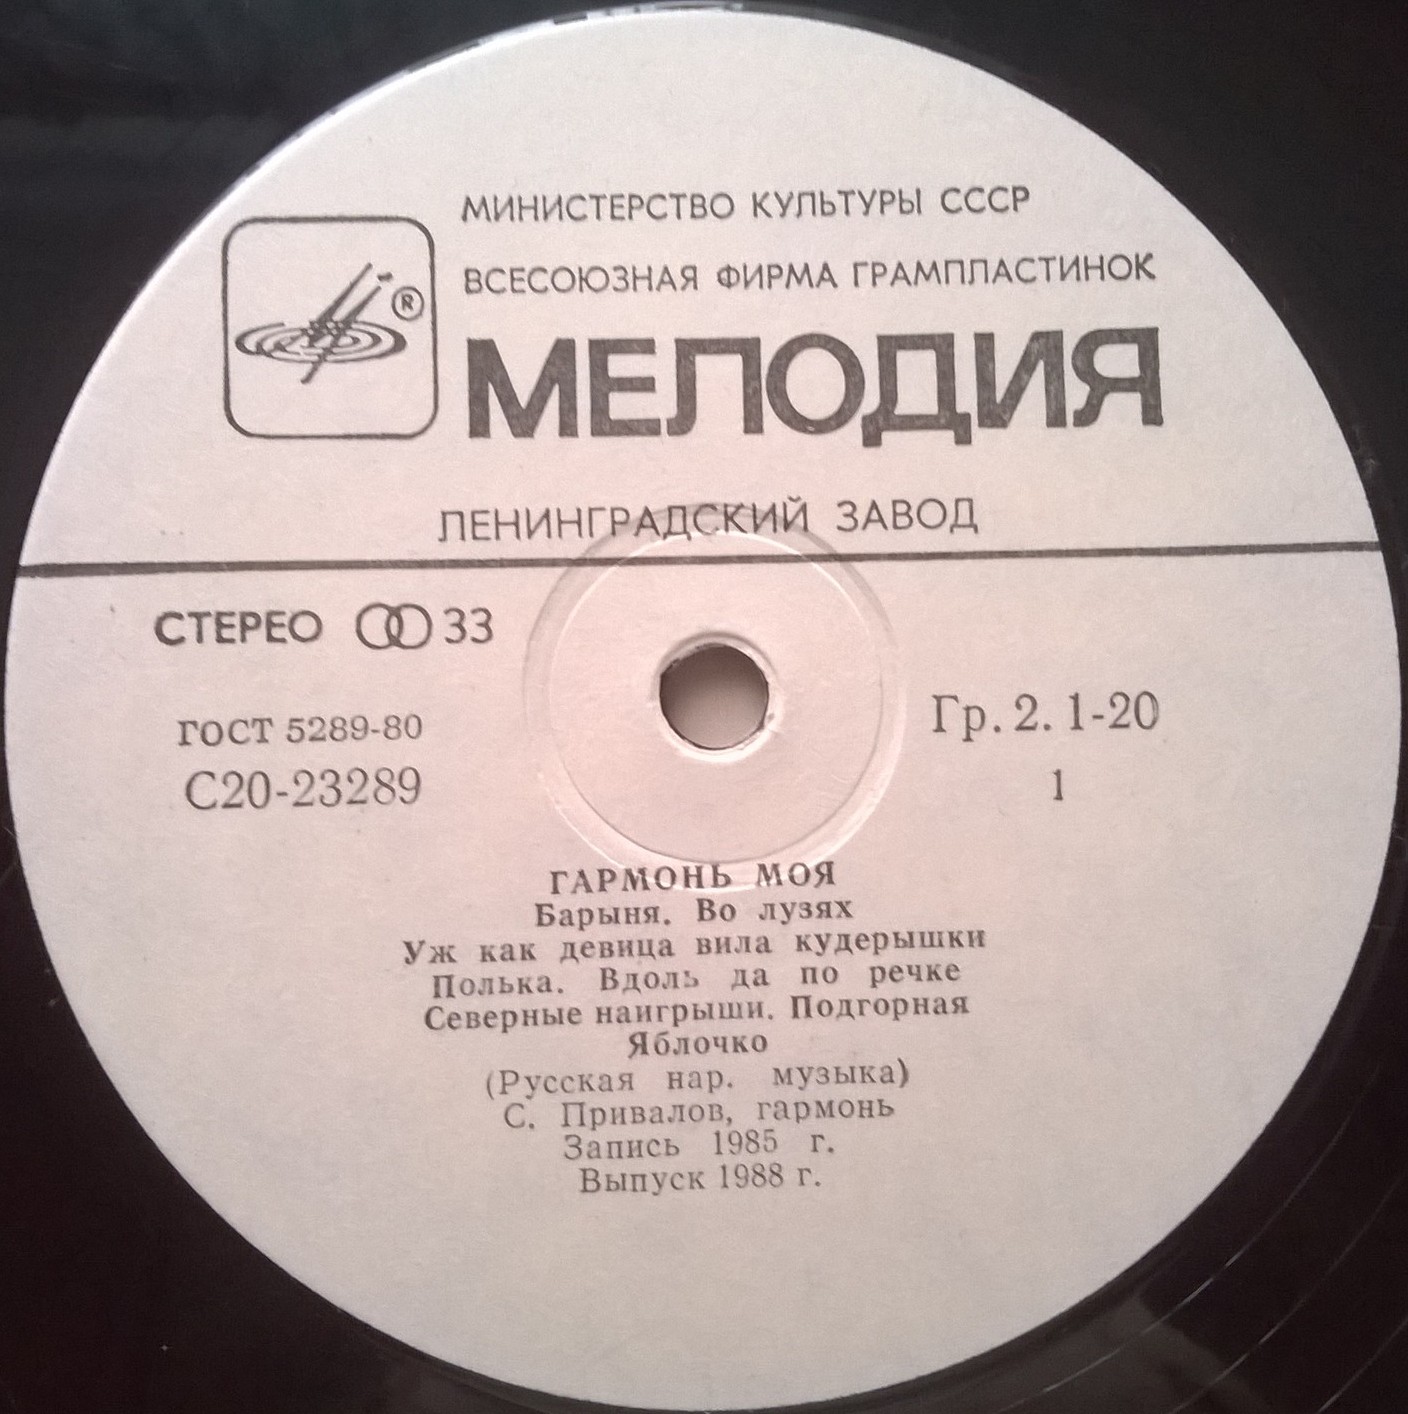 МИНИСТЕРСТВО КУЛЬТУРЫ СССР
ВСЕСОЮЗНАЯ ФИРМА ГРАМПЛАСТИНОК
®
МЕЛОДИЯ
ЛЕНИНГРАДСКИЙ ЗАВОД
СТЕРЕО 33
ГОСТ 5289-80
Гр. 2. 1-20
С20-23289
1
ГАРМОНЬ МОЯ
Барыня. Во лузях
Уж как девица вила кудерышки
Полька. Вдоль да по речке
Северные наигрыши. Подгорная
Яблочко
(Русская нар. музыка)
С. Привалов, гармонь
Запись 1985 г.
Выпуск 1988 г.